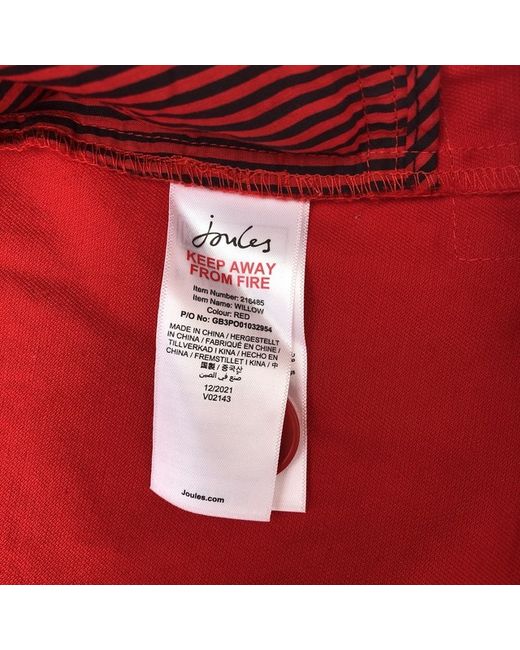 Joules
KEEP AWAY
FROM FIRE
Item Number: 216485
Item Name: WILLOW
Colour: RED
P/O No: GB3PO01032954
MADE IN CHINA / HERGESTELLT
IN CHINA / FABRIQUÉ EN CHINE /
TILLVERKAD I KINA / HECHO EN
CHINA / FREMSTILLET I KINA / 中
国製 / 중국산
صنع في الصين
12/2021
V02143
Joules.com